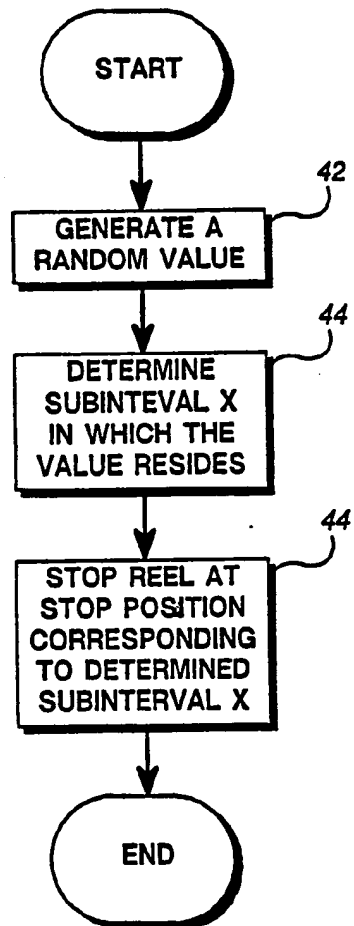 START
42
GENERATE A
RANDOM VALUE
44
DETERMINE
SUBINTEVAL X
IN WHICH THE
VALUE RESIDES
44
STOP REEL AT
STOP POSITION
CORRESPONDING
TO DETERMINED
SUBINTERVAL X
END